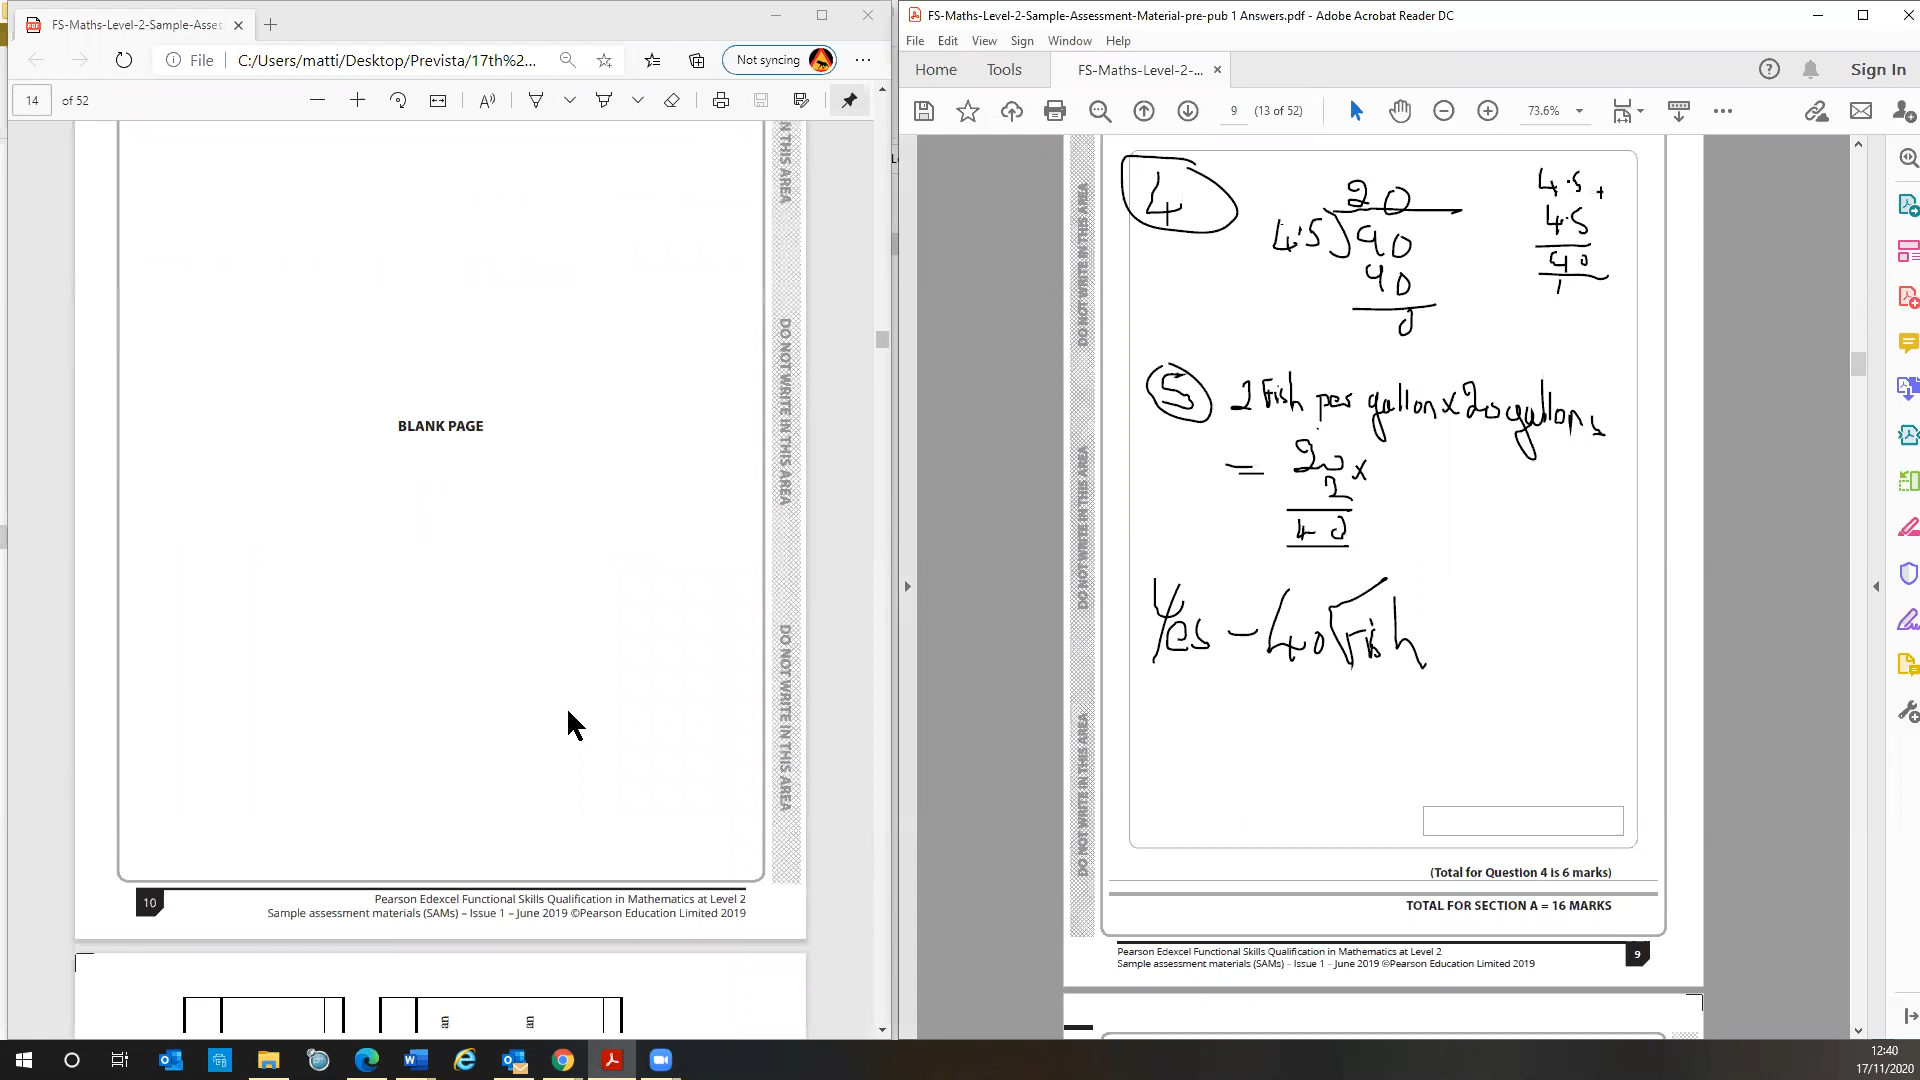 FS-Maths-Level-2-Sample-Asses
File
C:/Users/matti/Desktop/Prevista/17th%2...
Not syncing
14 of 52
N THIS AREA
DO NOT WRITE IN THIS AREA
DO NOT WRITE IN THIS AREA
BLANK PAGE
10
Pearson Edexcel Functional Skills Qualification in Mathematics at Level 2
Sample assessment materials (SAMs) – Issue 1 – June 2019 ©Pearson Education Limited 2019
an
an
FS-Maths-Level-2-Sample-Assessment-Material-pre-pub 1 Answers.pdf - Adobe Acrobat Reader DC
File Edit View Sign Window Help
Home Tools FS-Maths-Level-2-... Sign In
9 (13 of 52) 73.6%
DO NOT WRITE IN THIS AREA
DO NOT WRITE IN THIS AREA
DO NOT WRITE IN THIS AREA
4
20
4.5 90
90
0
4.5 +
4.5
90
1
5 2 Fish per gallon x 20 gallons
= 20 x
2
40
Yes - 40 Fish
(Total for Question 4 is 6 marks)
TOTAL FOR SECTION A = 16 MARKS
Pearson Edexcel Functional Skills Qualification in Mathematics at Level 2
Sample assessment materials (SAMs) – Issue 1 – June 2019 ©Pearson Education Limited 2019
9
12:40
17/11/2020